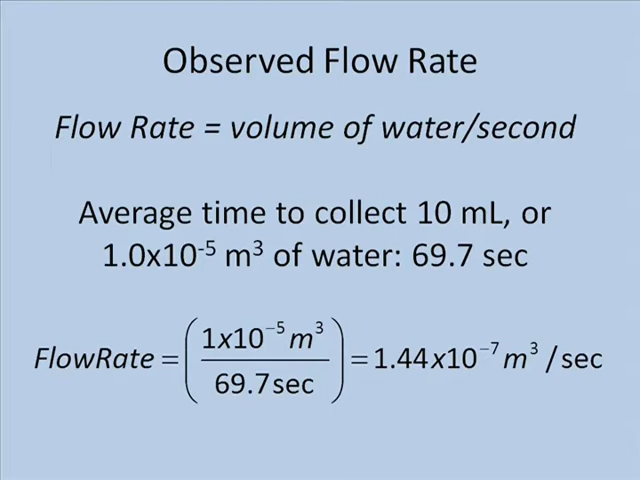 Observed Flow Rate
Flow Rate = volume of water/second
Average time to collect 10 mL, or
1.0x10⁻⁵ m³ of water: 69.7 sec
FlowRate = (1x10⁻⁵ m³ / 69.7sec) = 1.44x10⁻⁷ m³ / sec